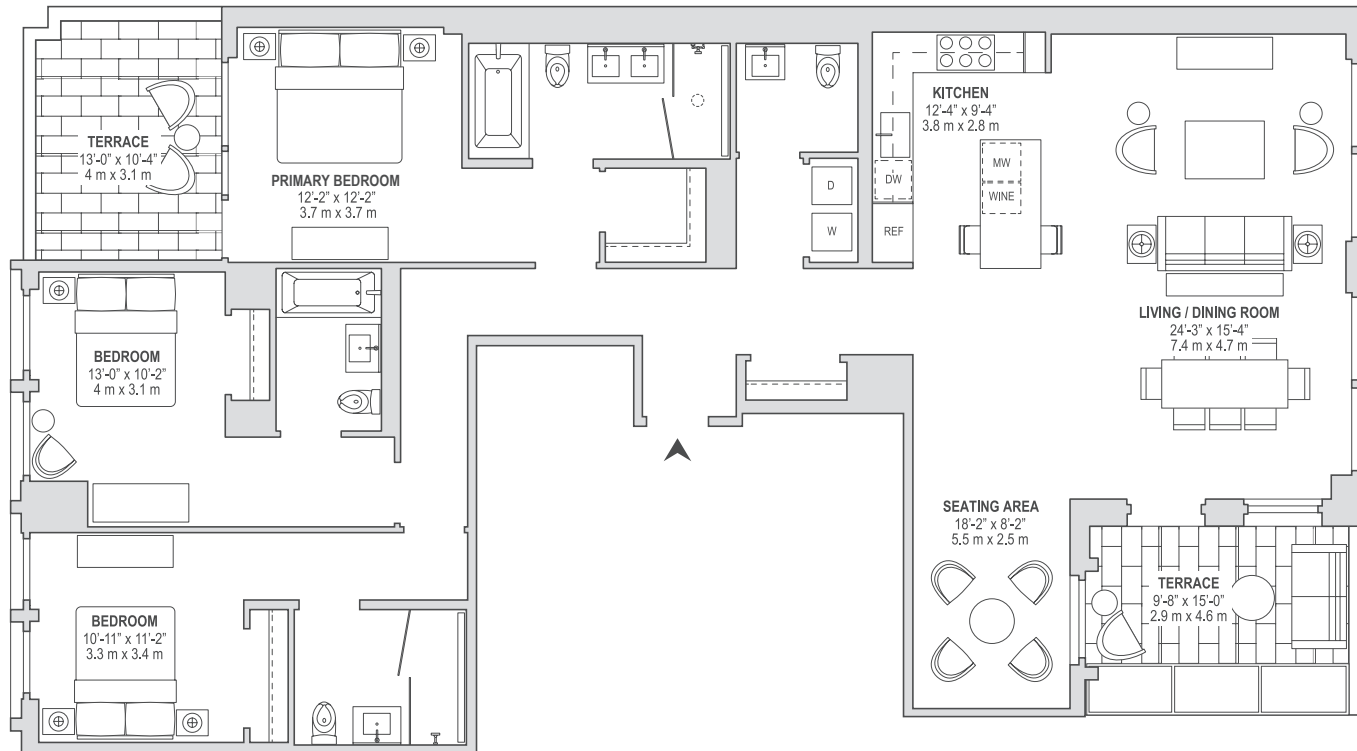 TERRACE
13'-0" x 10'-4"
4 m x 3.1 m
PRIMARY BEDROOM
12'-2" x 12'-2"
3.7 m x 3.7 m
D
W
KITCHEN
12'-4" x 9'-4"
3.8 m x 2.8 m
DW
REF
MW
WINE
LIVING / DINING ROOM
24'-3" x 15'-4"
7.4 m x 4.7 m
BEDROOM
13'-0" x 10'-2"
4 m x 3.1 m
SEATING AREA
18'-2" x 8'-2"
5.5 m x 2.5 m
TERRACE
9'-8" x 15'-0"
2.9 m x 4.6 m
BEDROOM
10'-11" x 11'-2"
3.3 m x 3.4 m